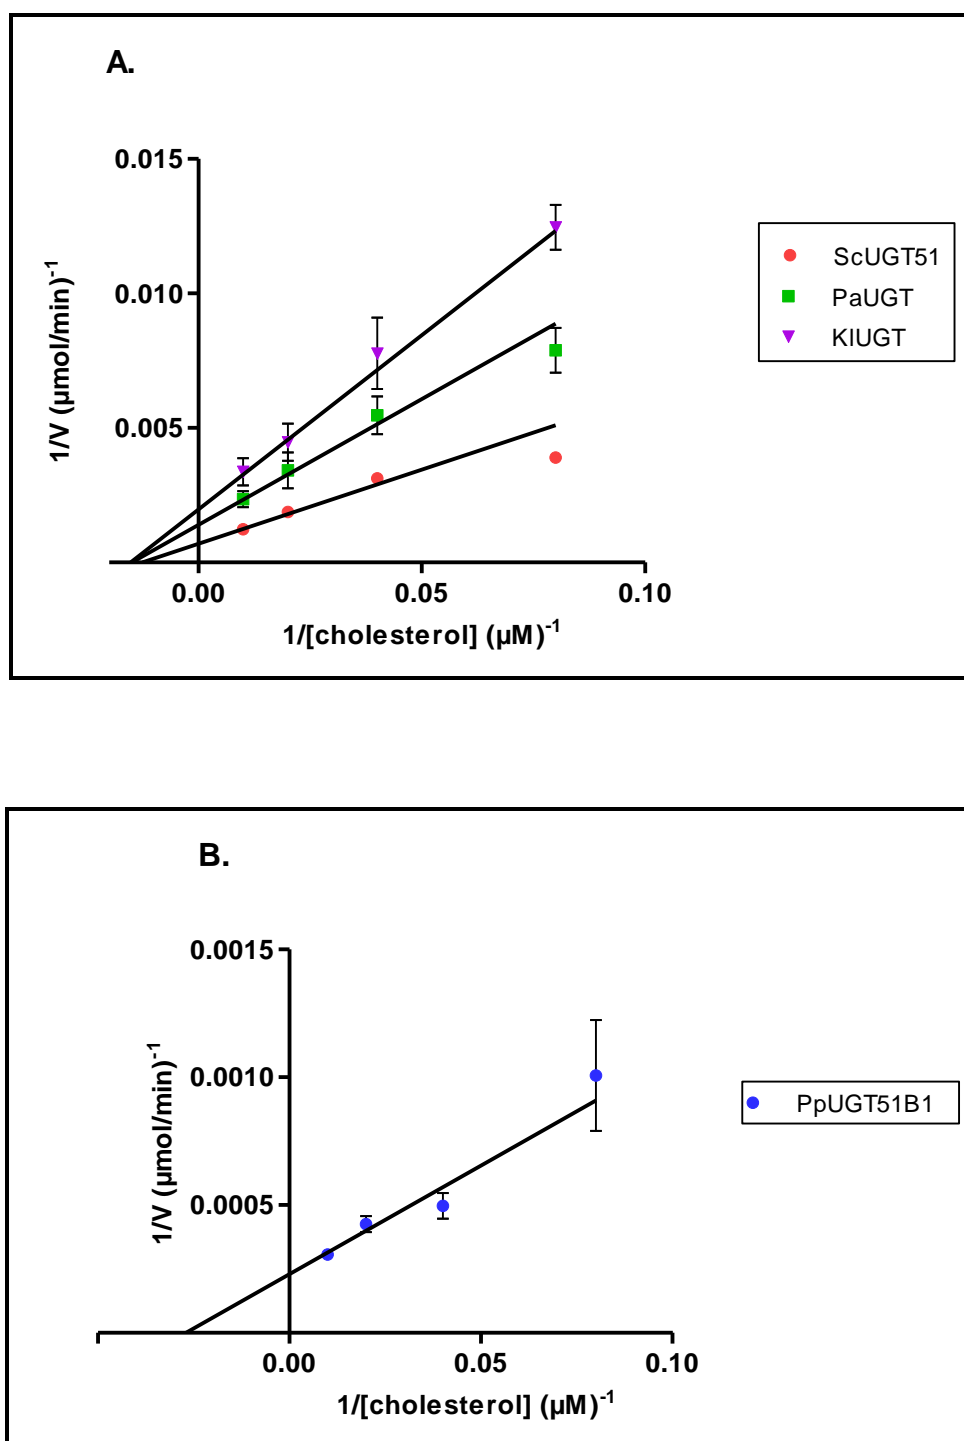 A.
0.015
0.010
0.005
0.00 0.05 0.10
1/V (µmol/min)-1
1/[cholesterol] (µM)-1
ScUGT51
PaUGT
KlUGT
B.
0.0015
0.0010
0.0005
0.00 0.05 0.10
1/V (µmol/min)-1
1/[cholesterol] (µM)-1
PpUGT51B1